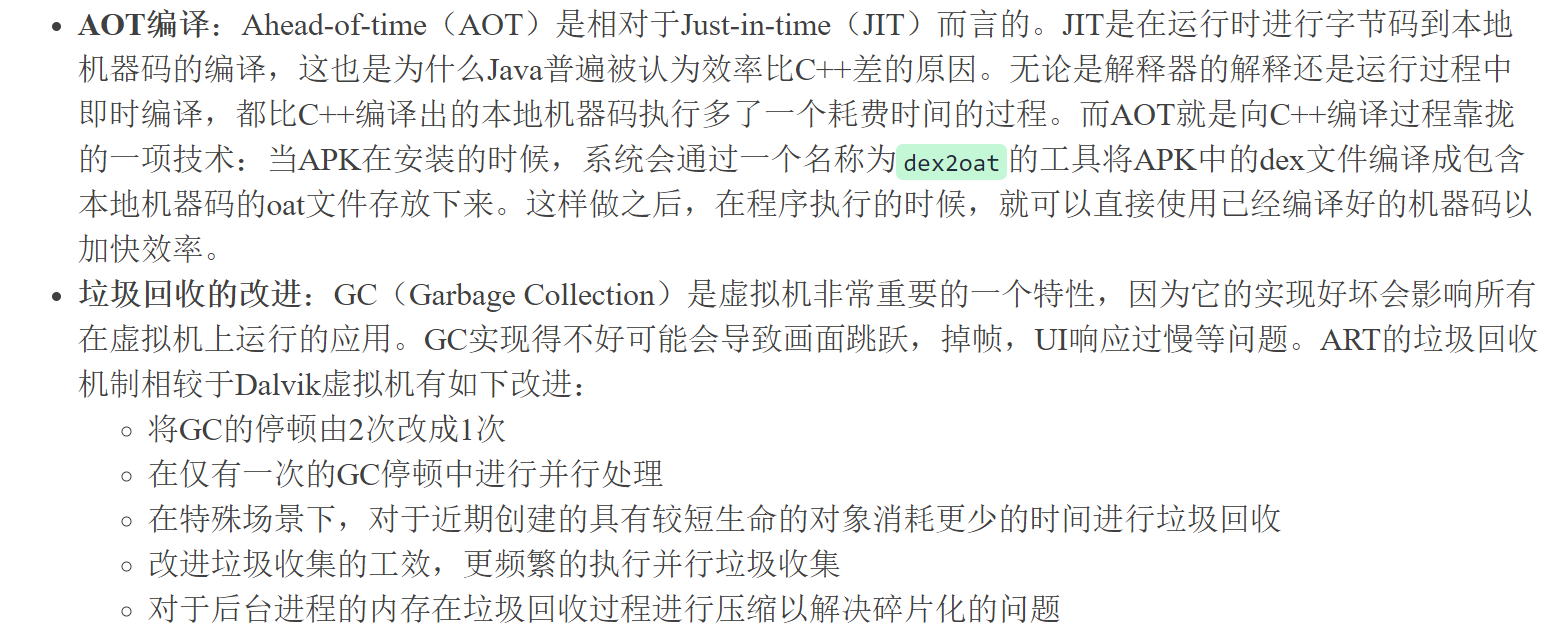 AOT编译：Ahead-of-time（AOT）是相对于Just-in-time（JIT）而言的。JIT是在运行时进行字节码到本地
机器码的编译，这也是为什么Java普遍被认为效率比C++差的原因。无论是解释器的解释还是运行过程中
即时编译，都比C++编译出的本地机器码执行多了一个耗费时间的过程。而AOT就是向C++编译过程靠拢
的一项技术：当APK在安装的时候，系统会通过一个名称为dex2oat的工具将APK中的dex文件编译成包含
本地机器码的oat文件存放下来。这样做之后，在程序执行的时候，就可以直接使用已经编译好的机器码以
加快效率。
垃圾回收的改进：GC（Garbage Collection）是虚拟机非常重要的一个特性，因为它的实现好坏会影响所有
在虚拟机上运行的应用。GC实现得不好可能会导致画面跳跃，掉帧，UI响应过慢等问题。ART的垃圾回收
机制相较于Dalvik虚拟机有如下改进：
将GC的停顿由2次改成1次
在仅有一次的GC停顿中进行并行处理
在特殊场景下，对于近期创建的具有较短生命的对象消耗更少的时间进行垃圾回收
改进垃圾收集的工效，更频繁的执行并行垃圾收集
对于后台进程的内存在垃圾回收过程进行压缩以解决碎片化的问题